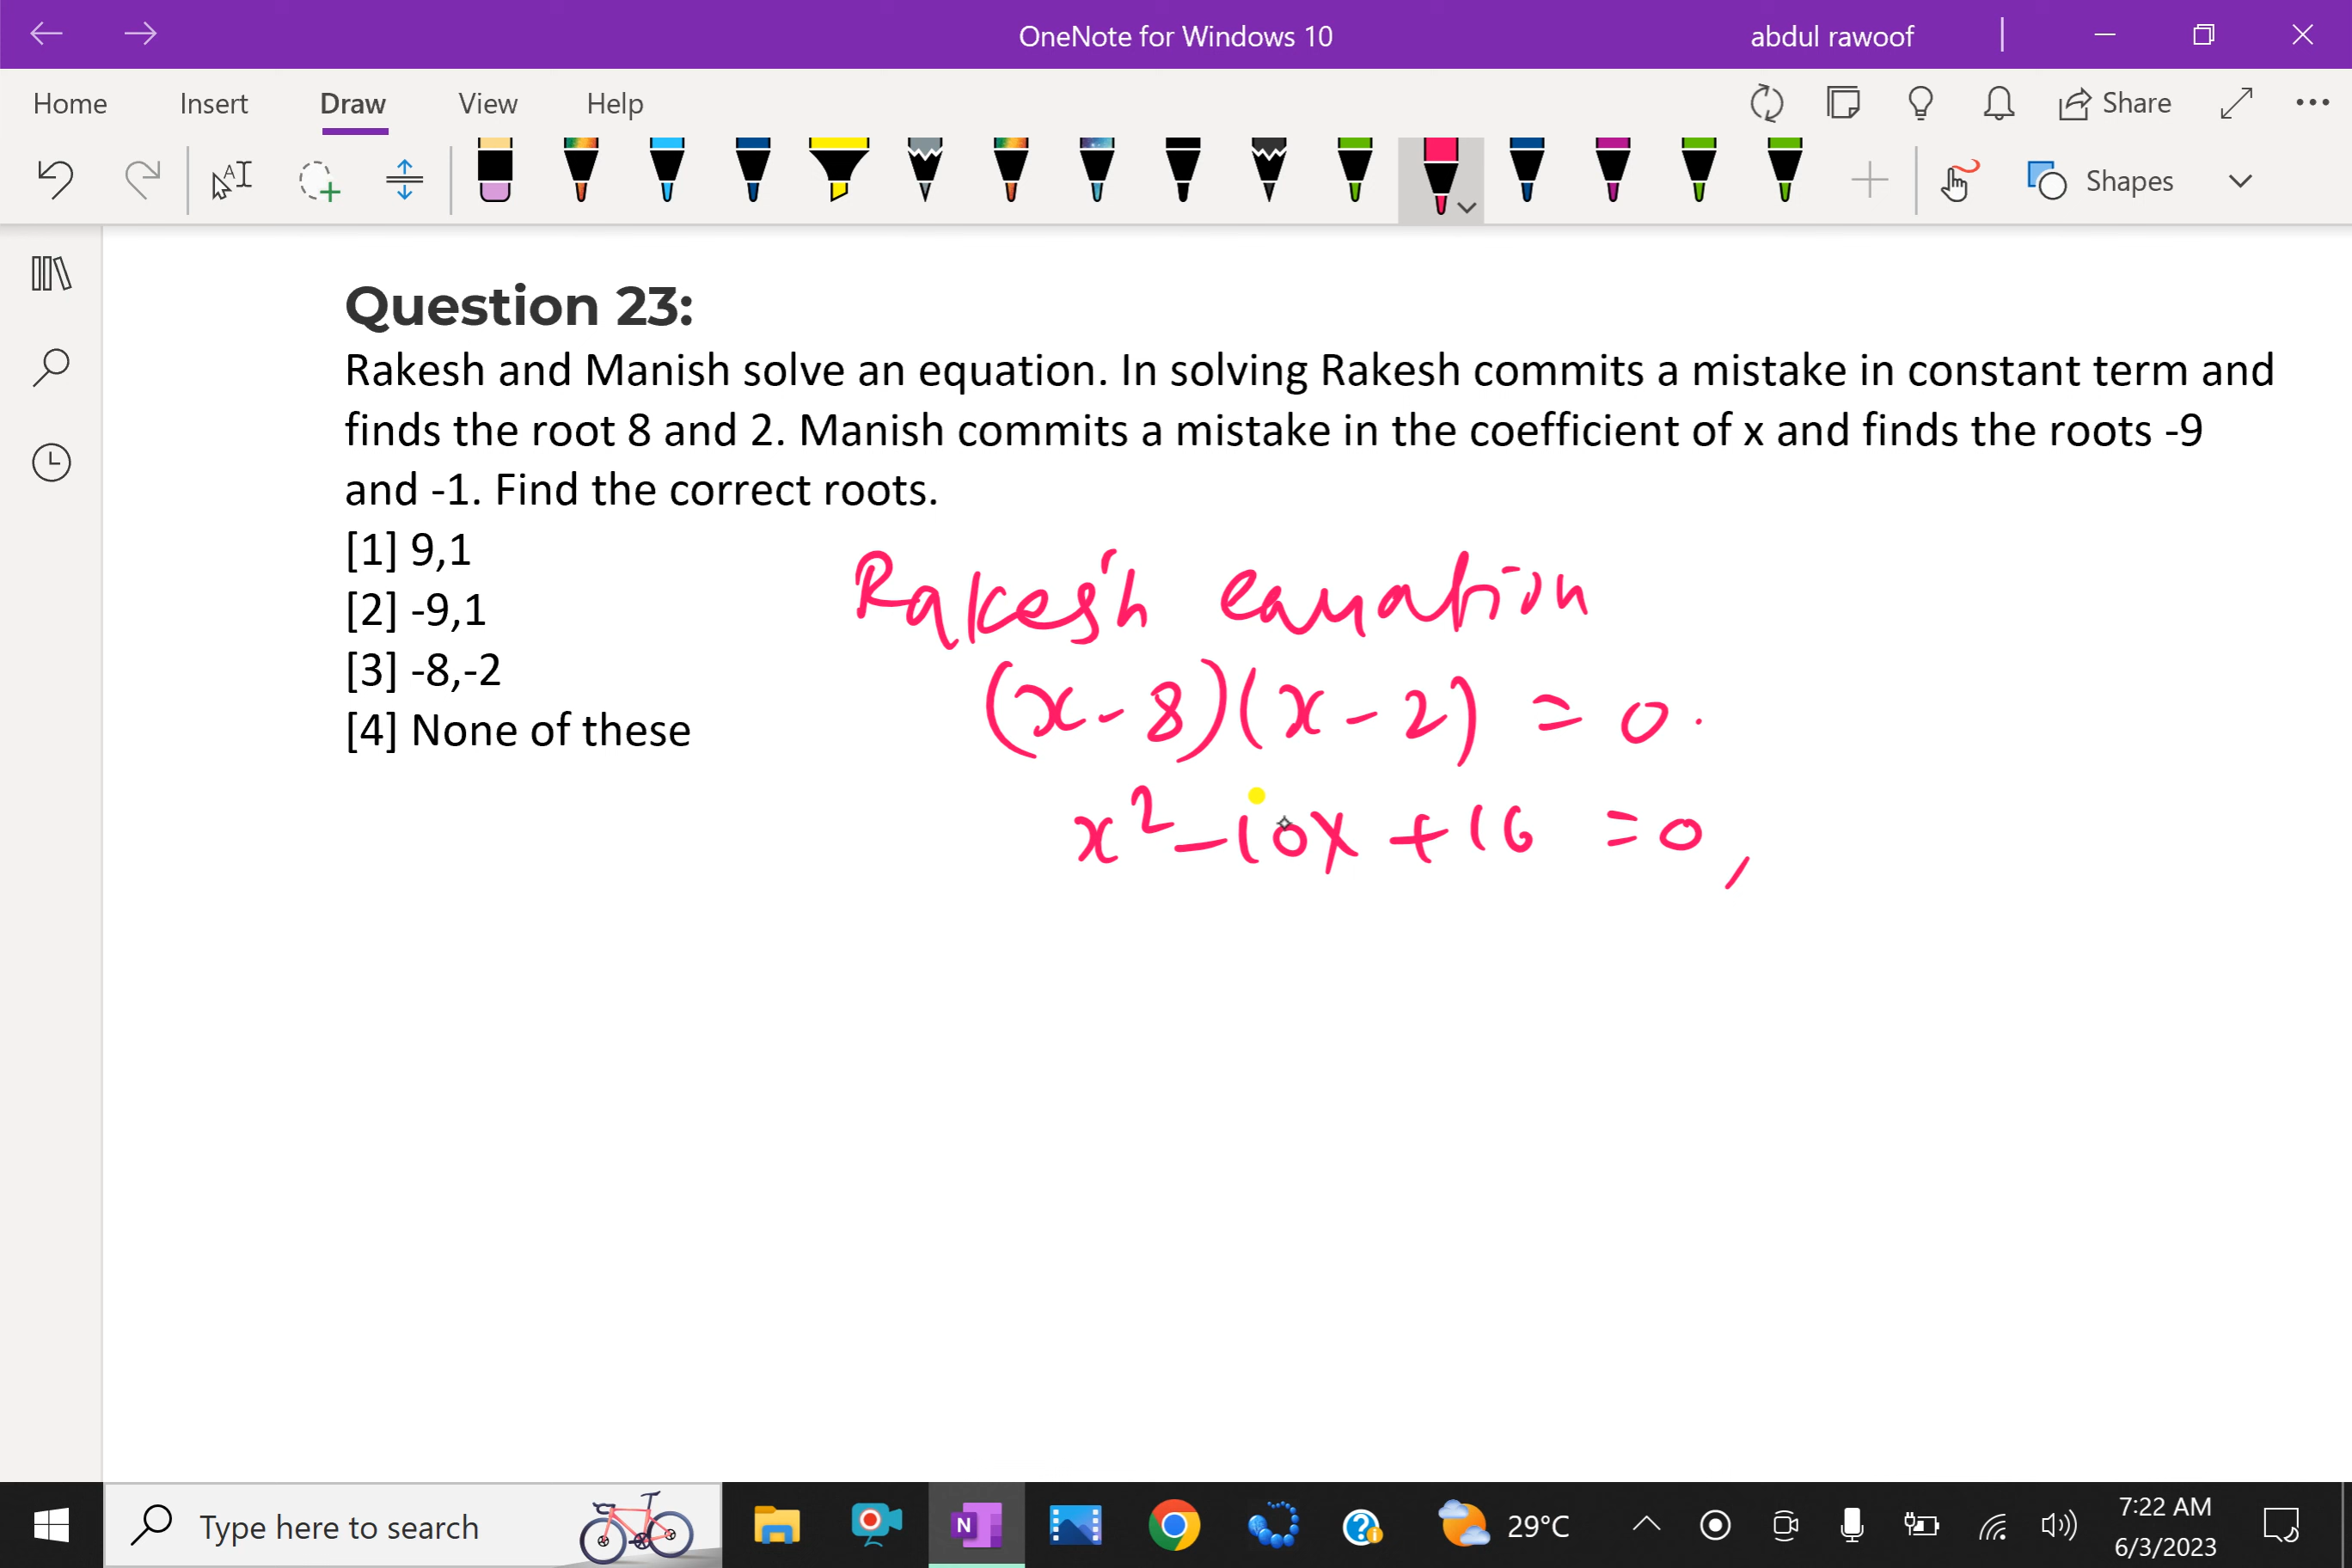 OneNote for Windows 10
abdul rawoof
Home Insert Draw View Help
Share
Shapes
Question 23:
Rakesh and Manish solve an equation. In solving Rakesh commits a mistake in constant term and
finds the root 8 and 2. Manish commits a mistake in the coefficient of x and finds the roots -9
and -1. Find the correct roots.
[1] 9,1
[2] -9,1
[3] -8,-2
[4] None of these
Rakesh equation
(x-8)(x-2) = 0.
x²-10x+16 =0,
Type here to search
N
29°C
7:22 AM
6/3/2023